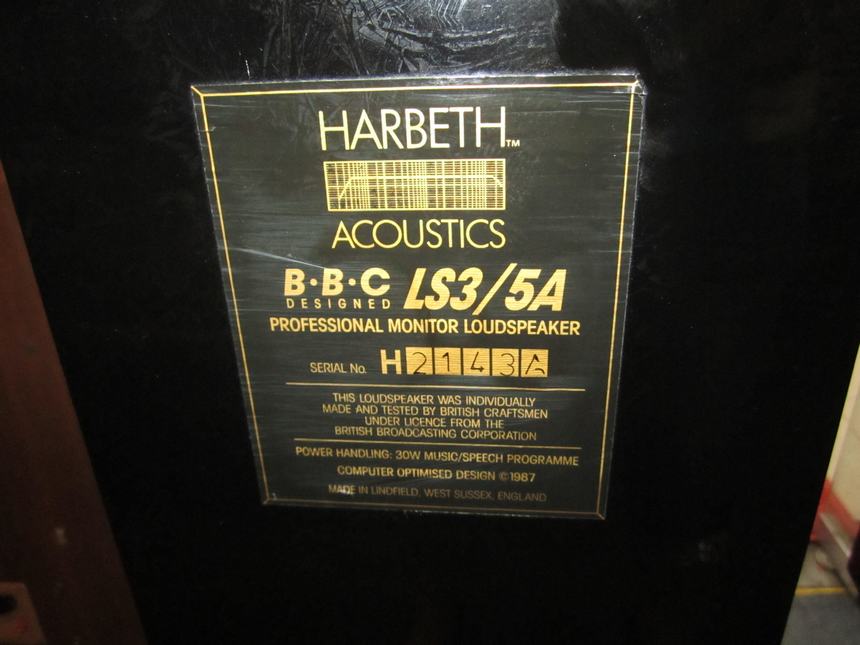 HARBETH™
ACOUSTICS
B·B·C LS3/5A
DESIGNED
PROFESSIONAL MONITOR LOUDSPEAKER
SERIAL No. H2143A
THIS LOUDSPEAKER WAS INDIVIDUALLY
MADE AND TESTED BY BRITISH CRAFTSMEN
UNDER LICENCE FROM THE
BRITISH BROADCASTING CORPORATION
POWER HANDLING: 30W MUSIC/SPEECH PROGRAMME
COMPUTER OPTIMISED DESIGN © 1987
MADE IN LINDFIELD, WEST SUSSEX, ENGLAND